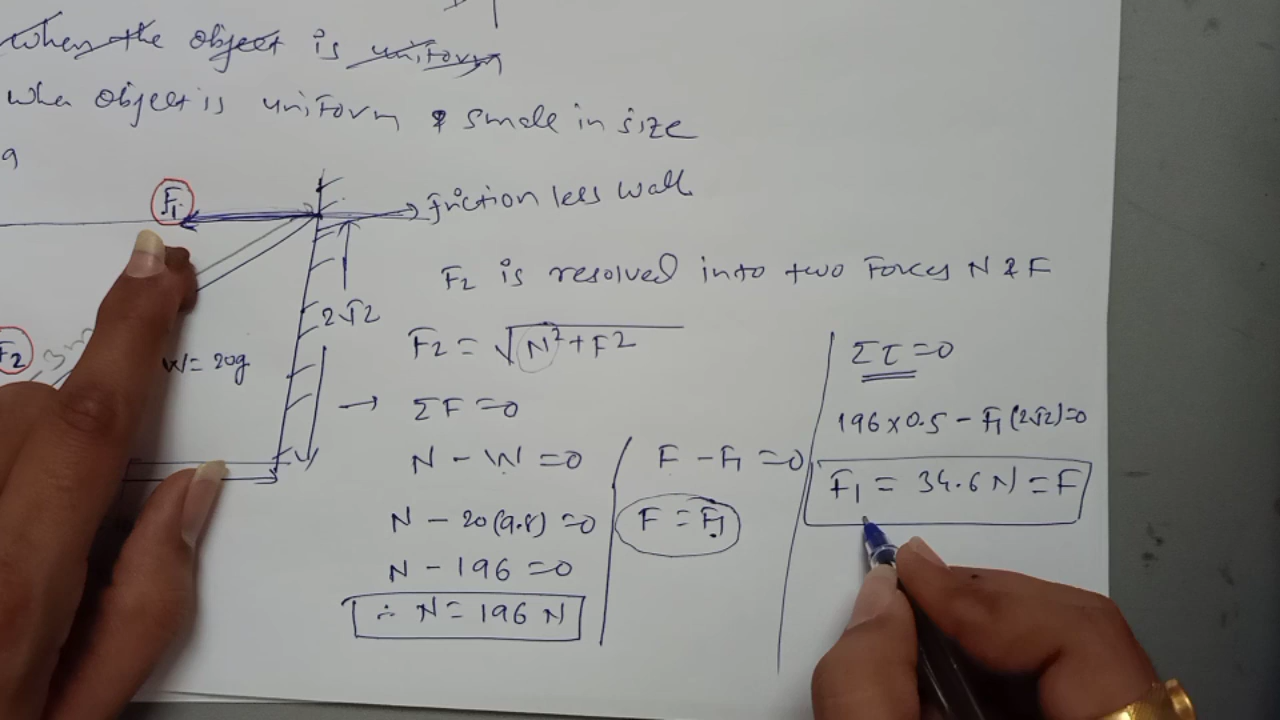 When the object is uniform
when object is uniform & small in size
g
F₁
friction less wall
F₂ is resolved into two Forces N & F
2√2
F₂
3m
W = 20g
F₂ = √N²+F²
→ ΣF = 0
N - W = 0
N - 20(9.8) = 0
N - 196 = 0
∴ N = 196 N
F - F₁ = 0
F = F₁
Στ = 0
196 x 0.5 - F₁(2√2) = 0
F₁ = 34.6 N = F